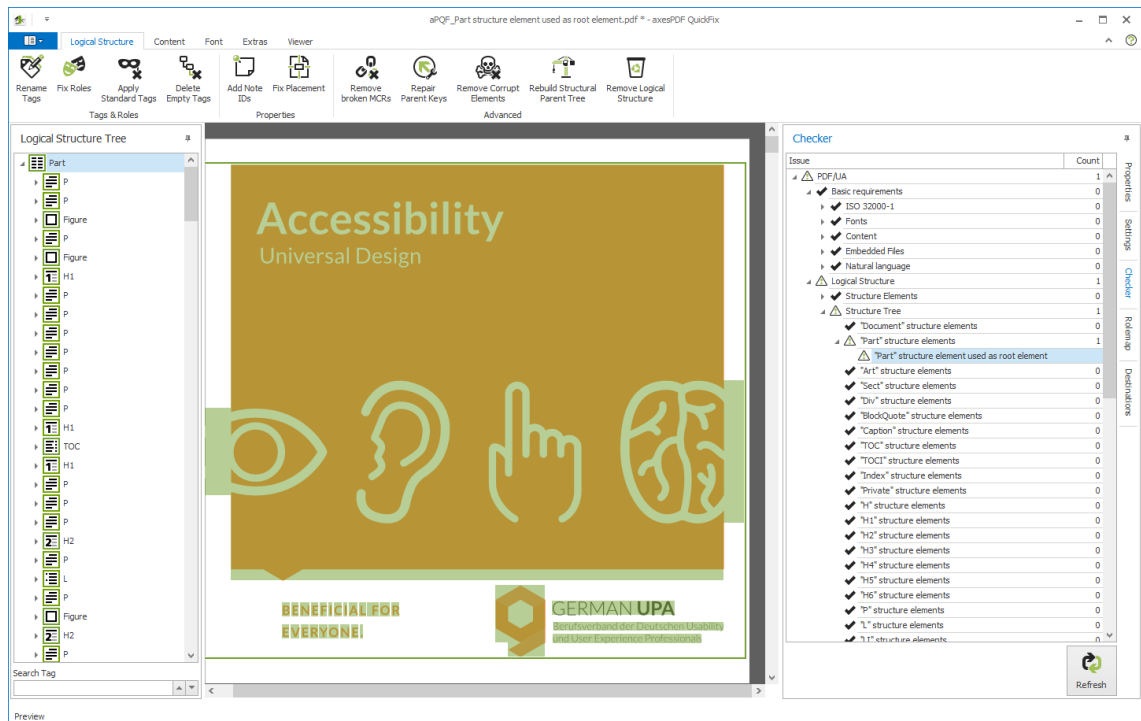 aPQF_Part structure element used as root element.pdf * - axesPDF QuickFix
Logical Structure Content Font Extras Viewer
Rename Tags
Fix Roles
Apply Standard Tags
Delete Empty Tags
Add Note IDs
Fix Placement
Remove broken MCRs
Repair Parent Keys
Remove Corrupt Elements
Rebuild Structural Parent Tree
Remove Logical Structure
Tags & Roles
Properties
Advanced
Logical Structure Tree
Part
P
P
Figure
P
Figure
H1
P
P
P
P
P
P
P
H1
TOC
H1
P
P
P
H2
P
L
P
Figure
H2
P
Search Tag
Preview
Accessibility
Universal Design
BENEFICIAL FOR
EVERYONE.
GERMAN UPA
Berufsverband der Deutschen Usability
und User Experience Professionals
Checker
Issue Count
PDF/UA 1
Basic requirements 0
ISO 32000-1 0
Fonts 0
Content 0
Embedded Files 0
Natural language 0
Logical Structure 1
Structure Elements 0
Structure Tree 1
"Document" structure elements 0
"Part" structure elements 1
"Part" structure element used as root element
"Art" structure elements 0
"Sect" structure elements 0
"Div" structure elements 0
"BlockQuote" structure elements 0
"Caption" structure elements 0
"TOC" structure elements 0
"TOCI" structure elements 0
"Index" structure elements 0
"Private" structure elements 0
"H" structure elements 0
"H1" structure elements 0
"H2" structure elements 0
"H3" structure elements 0
"H4" structure elements 0
"H5" structure elements 0
"H6" structure elements 0
"P" structure elements 0
"L" structure elements 0
"LI" structure elements 0
Refresh
Properties
Settings
Checker
Rolemap
Destinations